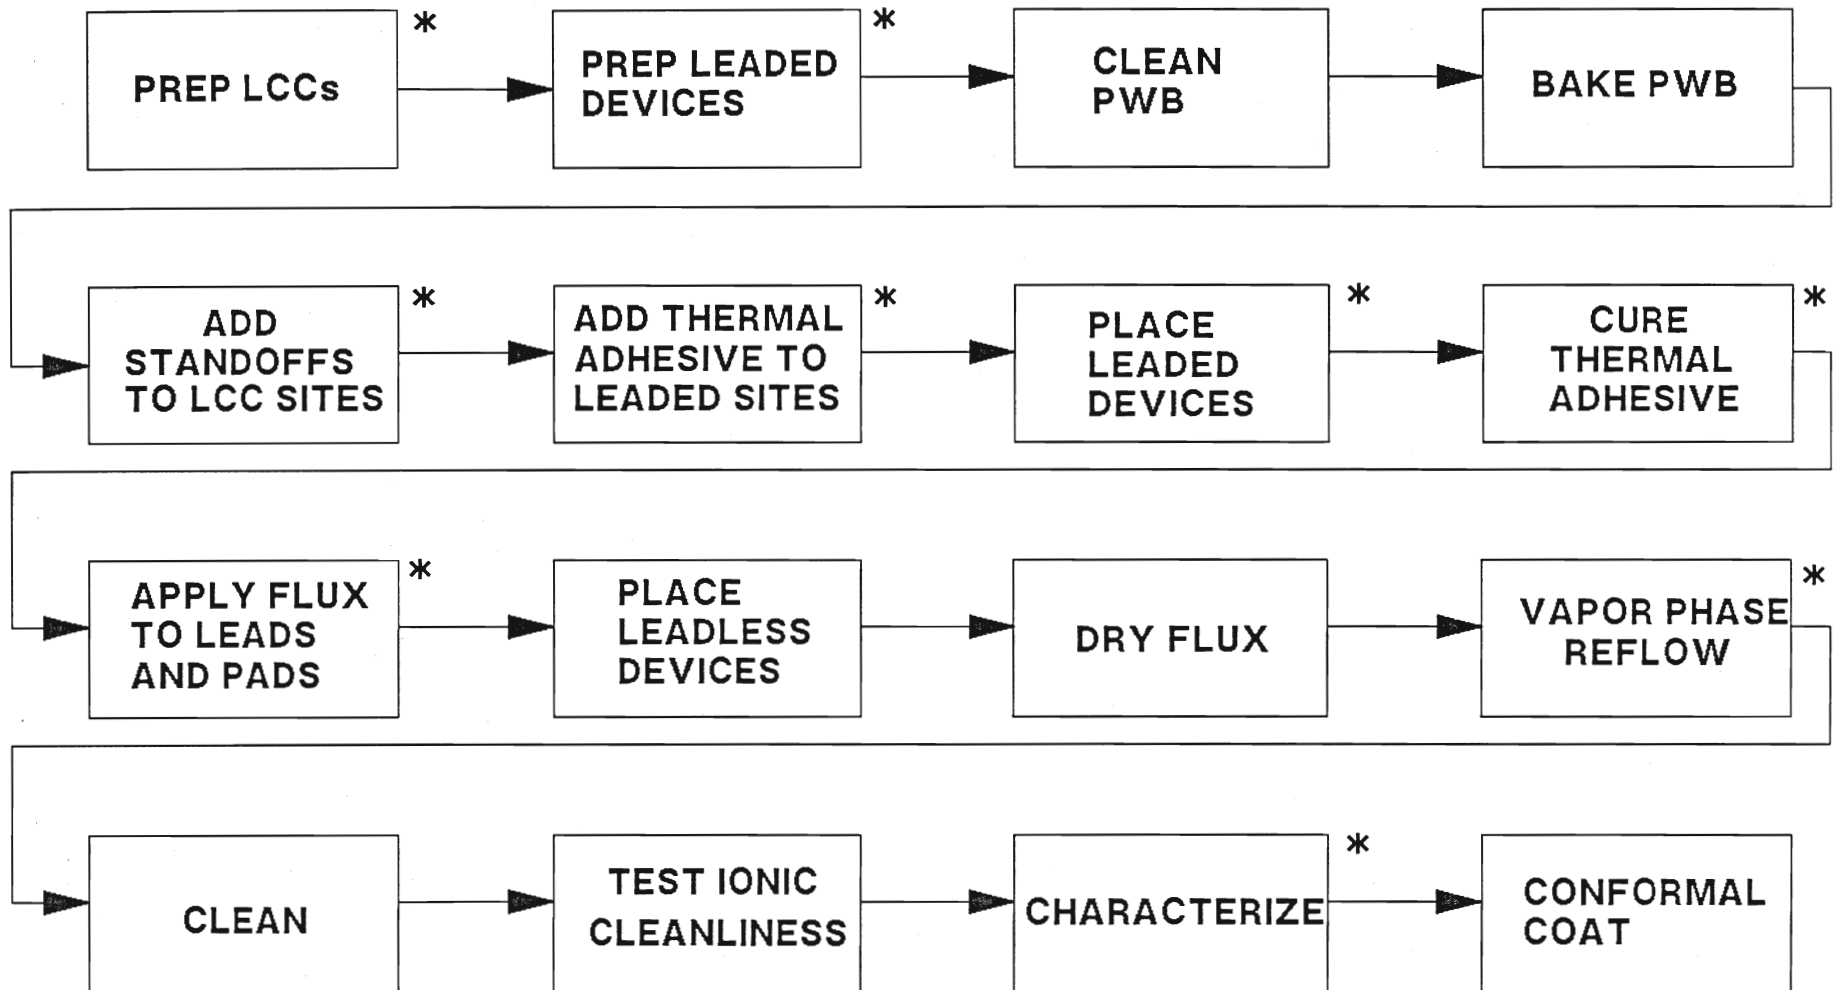 PREP LCCs *
PREP LEADED *
DEVICES
CLEAN
PWB
BAKE PWB
ADD *
STANDOFFS
TO LCC SITES
ADD THERMAL *
ADHESIVE TO
LEADED SITES
PLACE *
LEADED
DEVICES
CURE *
THERMAL
ADHESIVE
APPLY FLUX *
TO LEADS
AND PADS
PLACE
LEADLESS
DEVICES
DRY FLUX
VAPOR PHASE *
REFLOW
CLEAN
TEST IONIC
CLEANLINESS
CHARACTERIZE *
CONFORMAL
COAT